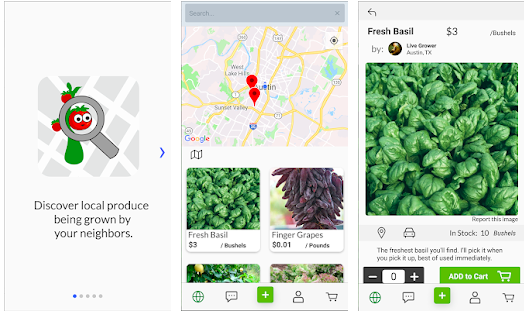 Discover local produce
being grown by
your neighbors.
Search...
West
Lake Hills
Austin
Sunset Valley
Google
Fresh Basil
$3 / Bushels
Finger Grapes
$0.01 / Pounds
Fresh Basil $3 /Bushels
by: Live Grower
Austin, TX
Report this image
In Stock: 10 Bushels
The freshest basil you'll find. I'll pick it when
you pick it up, best of used immediately.
0
ADD to Cart